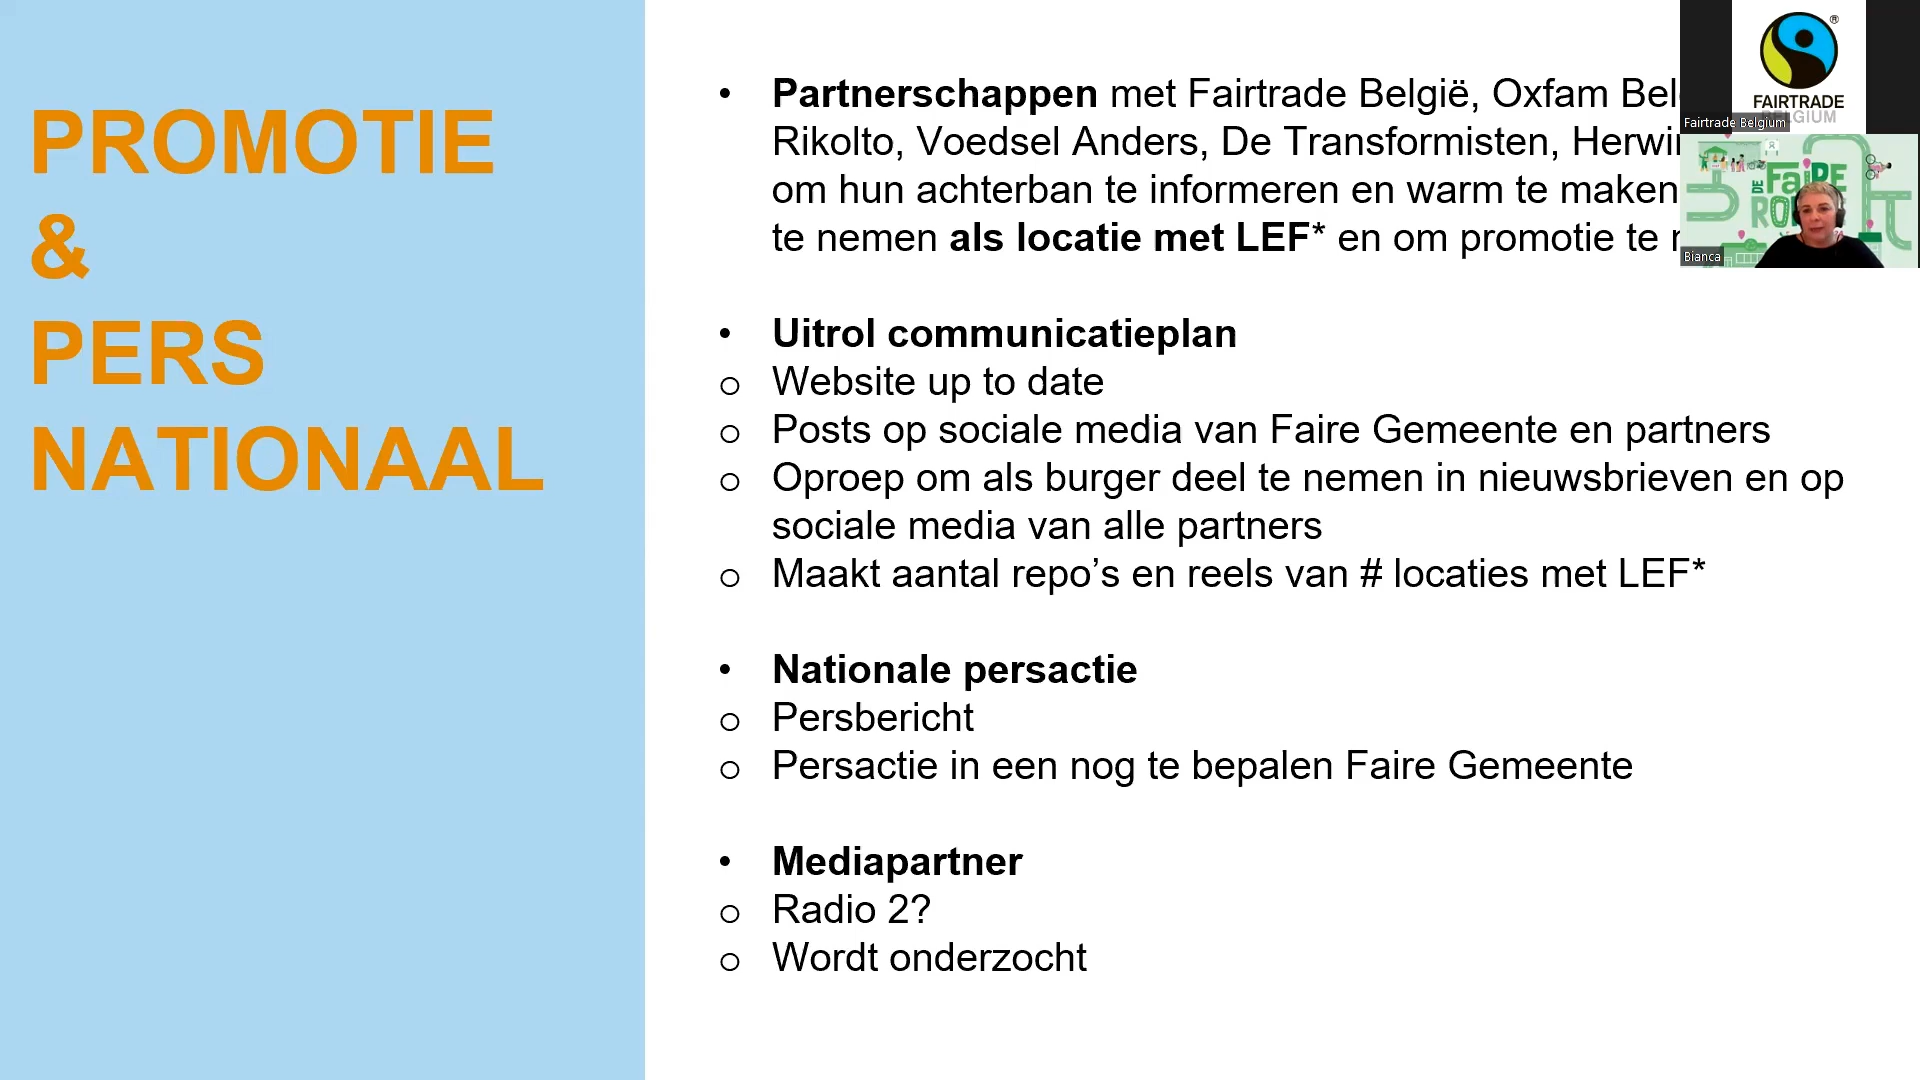 PROMOTIE
&
PERS
NATIONAAL
• Partnerschappen met Fairtrade België, Oxfam
Rikolto, Voedsel Anders, De Transformisten,
om hun achterban te informeren en warm te maken
te nemen als locatie met LEF* en om promotie te
• Uitrol communicatieplan
o Website up to date
o Posts op sociale media van Faire Gemeente en partners
o Oproep om als burger deel te nemen in nieuwsbrieven en op
sociale media van alle partners
o Maakt aantal repo’s en reels van # locaties met LEF*
• Nationale persactie
o Persbericht
o Persactie in een nog te bepalen Faire Gemeente
• Mediapartner
o Radio 2?
o Wordt onderzocht
®
FAIRTRADE
BELGIUM
Fairtrade Belgium
DE FaiRE
Bianca